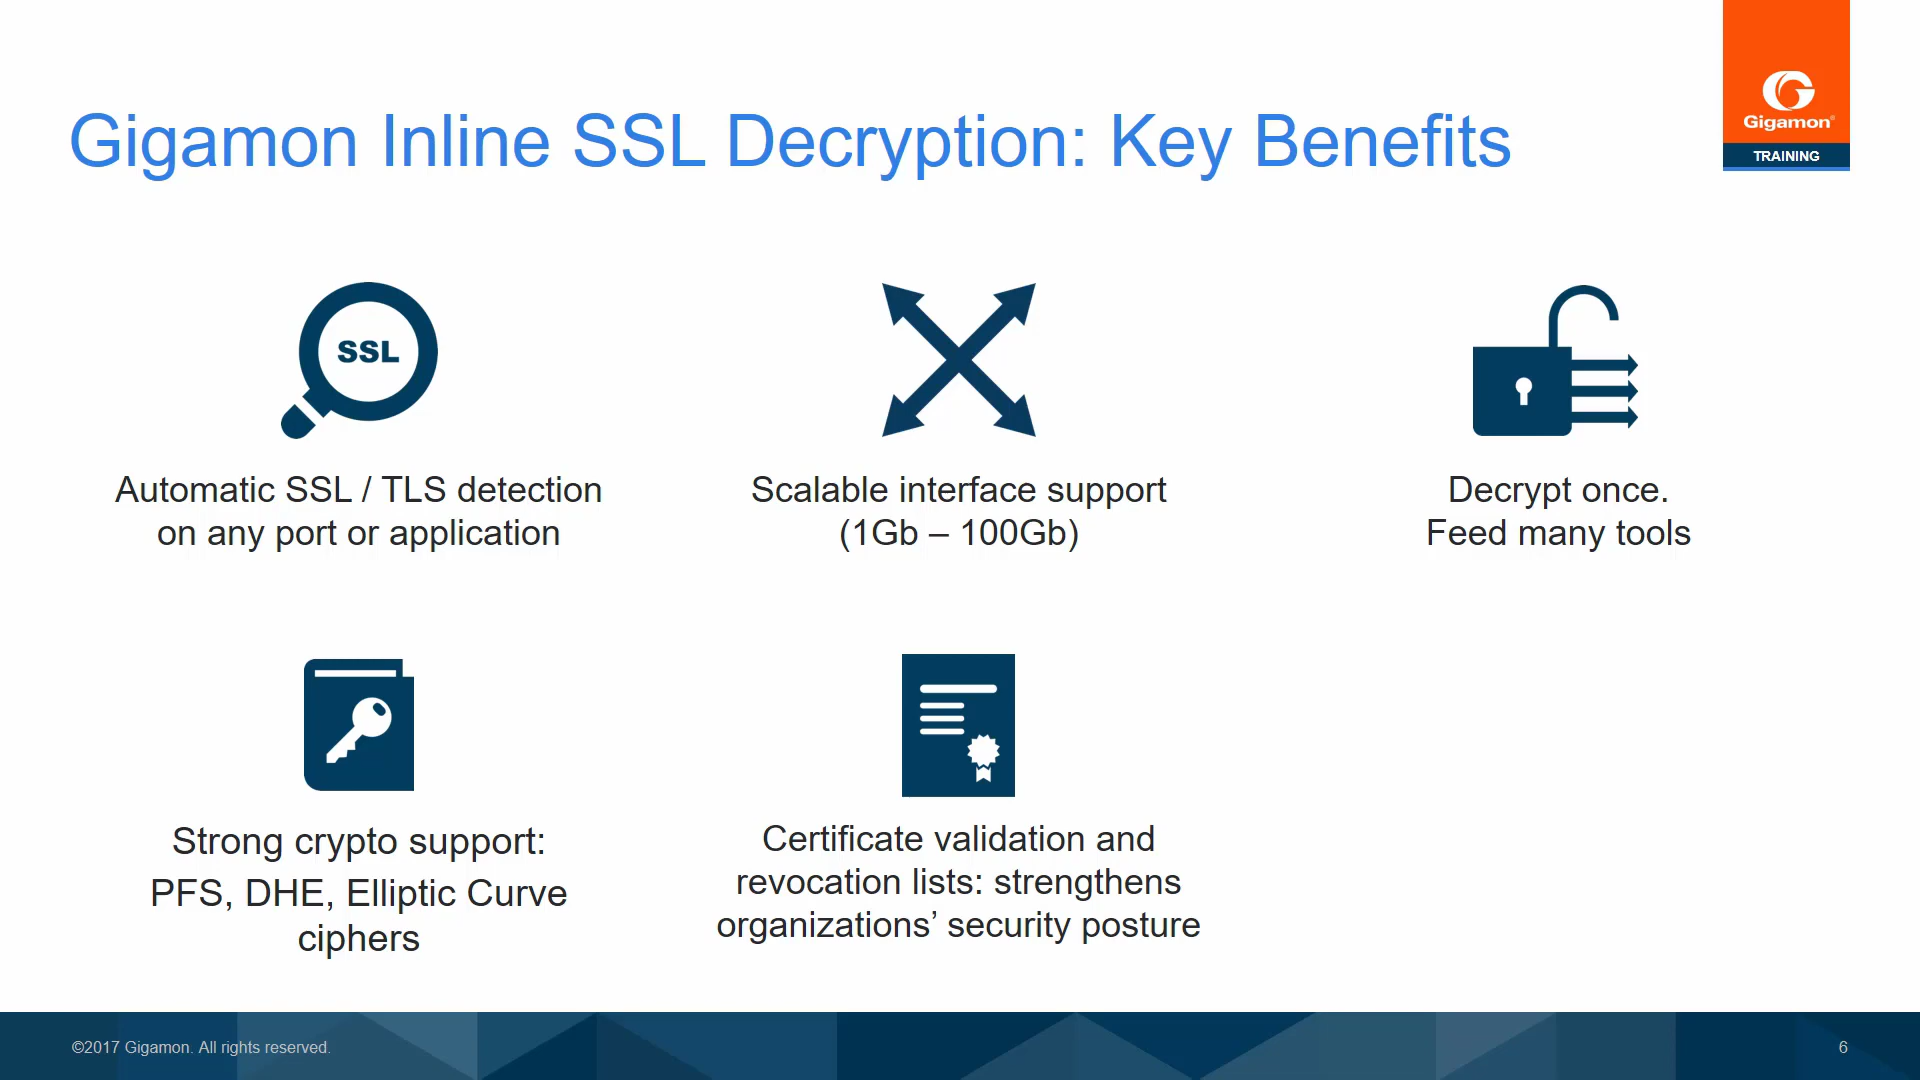 Gigamon®
TRAINING
Gigamon Inline SSL Decryption: Key Benefits
SSL
Automatic SSL / TLS detection
on any port or application
Scalable interface support
(1Gb – 100Gb)
Decrypt once.
Feed many tools
Strong crypto support:
PFS, DHE, Elliptic Curve
ciphers
Certificate validation and
revocation lists: strengthens
organizations’ security posture
©2017 Gigamon. All rights reserved.
6